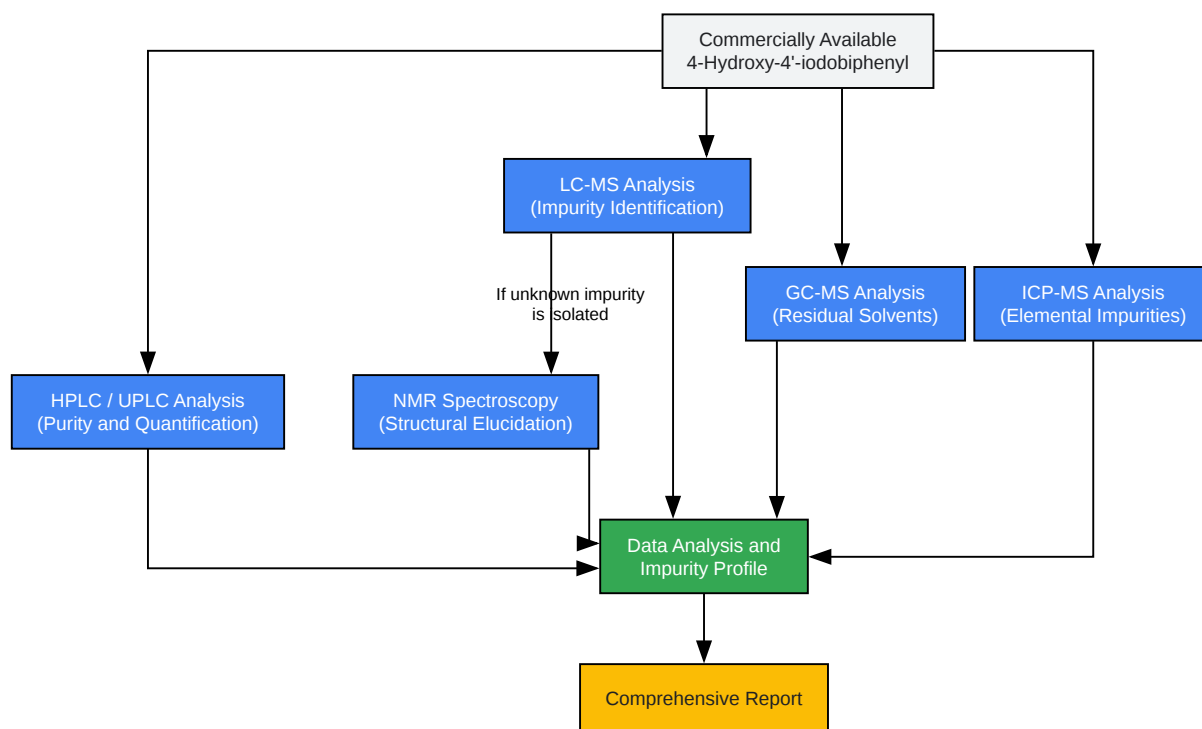 Commercially Available
4-Hydroxy-4'-iodobiphenyl
LC-MS Analysis
(Impurity Identification)
If unknown impurity
is isolated
GC-MS Analysis
(Residual Solvents)
ICP-MS Analysis
(Elemental Impurities)
HPLC / UPLC Analysis
(Purity and Quantification)
NMR Spectroscopy
(Structural Elucidation)
Data Analysis and
Impurity Profile
Comprehensive Report